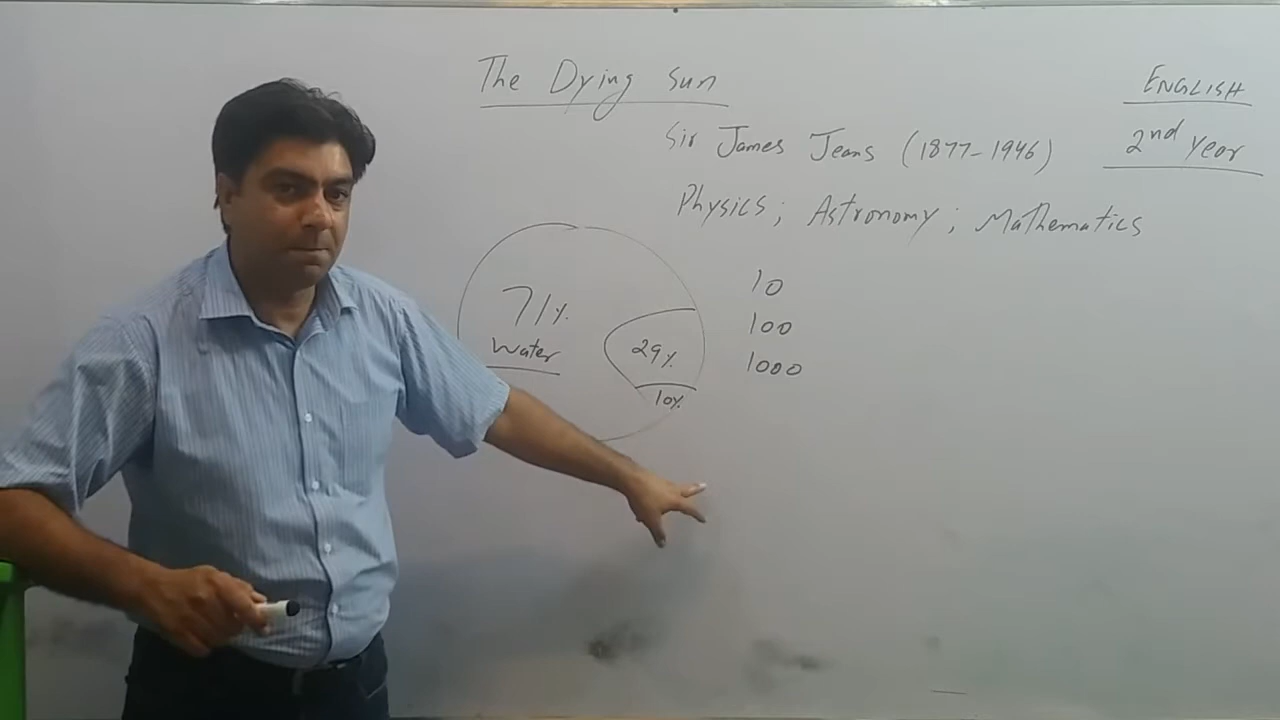 The Dying Sun
ENGLISH
2nd Year
Sir James Jeans (1877-1946)
Physics; Astronomy; Mathematics
71%
Water
29%
10%
10
100
1000